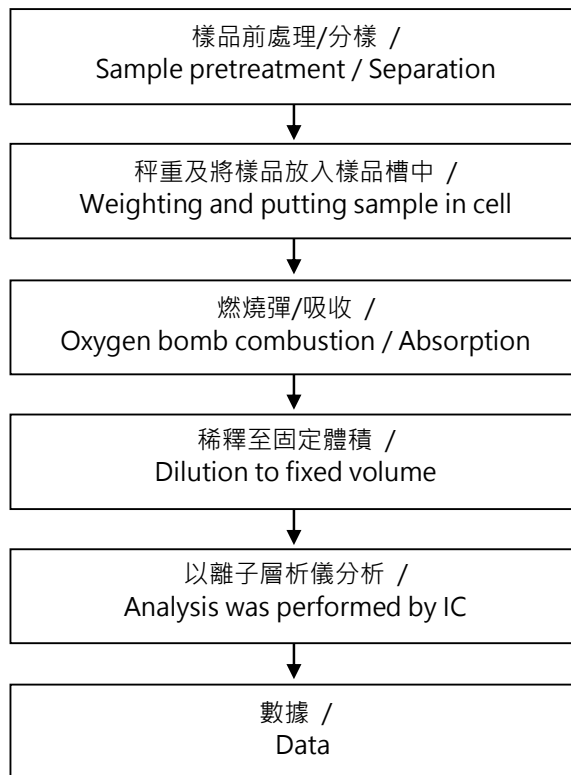 樣品前處理/分樣 /
Sample pretreatment / Separation
秤重及將樣品放入樣品槽中 /
Weighting and putting sample in cell
燃燒彈/吸收 /
Oxygen bomb combustion / Absorption
稀釋至固定體積 /
Dilution to fixed volume
以離子層析儀分析 /
Analysis was performed by IC
數據 /
Data